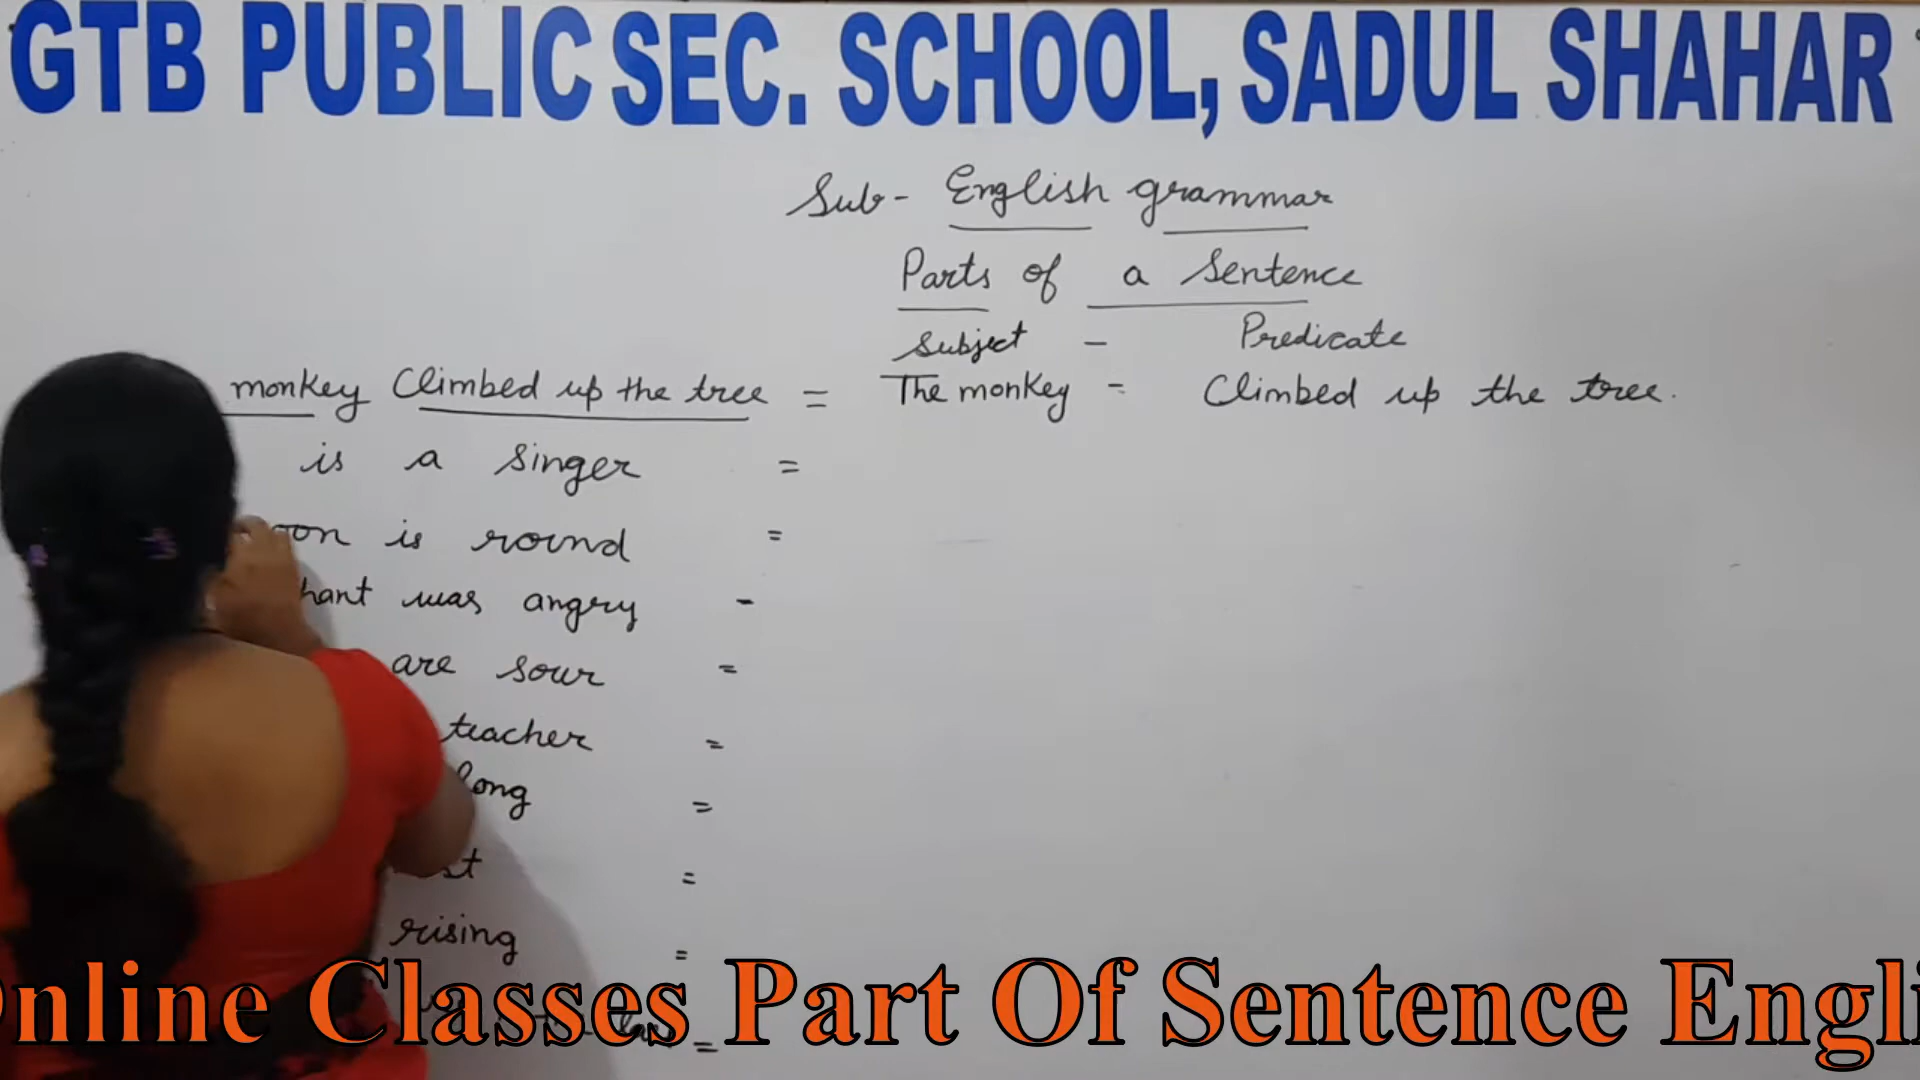 GTB PUBLIC SEC. SCHOOL, SADUL SHAHAR
Sub- English grammar
Parts of a Sentence
Subject - Predicate
monkey Climbed up the tree = The monkey - Climbed up the tree.
is a singer =
is round =
was angry -
are sour =
teacher =
long =
=
rising =
=
Online Classes Part Of Sentence Engli